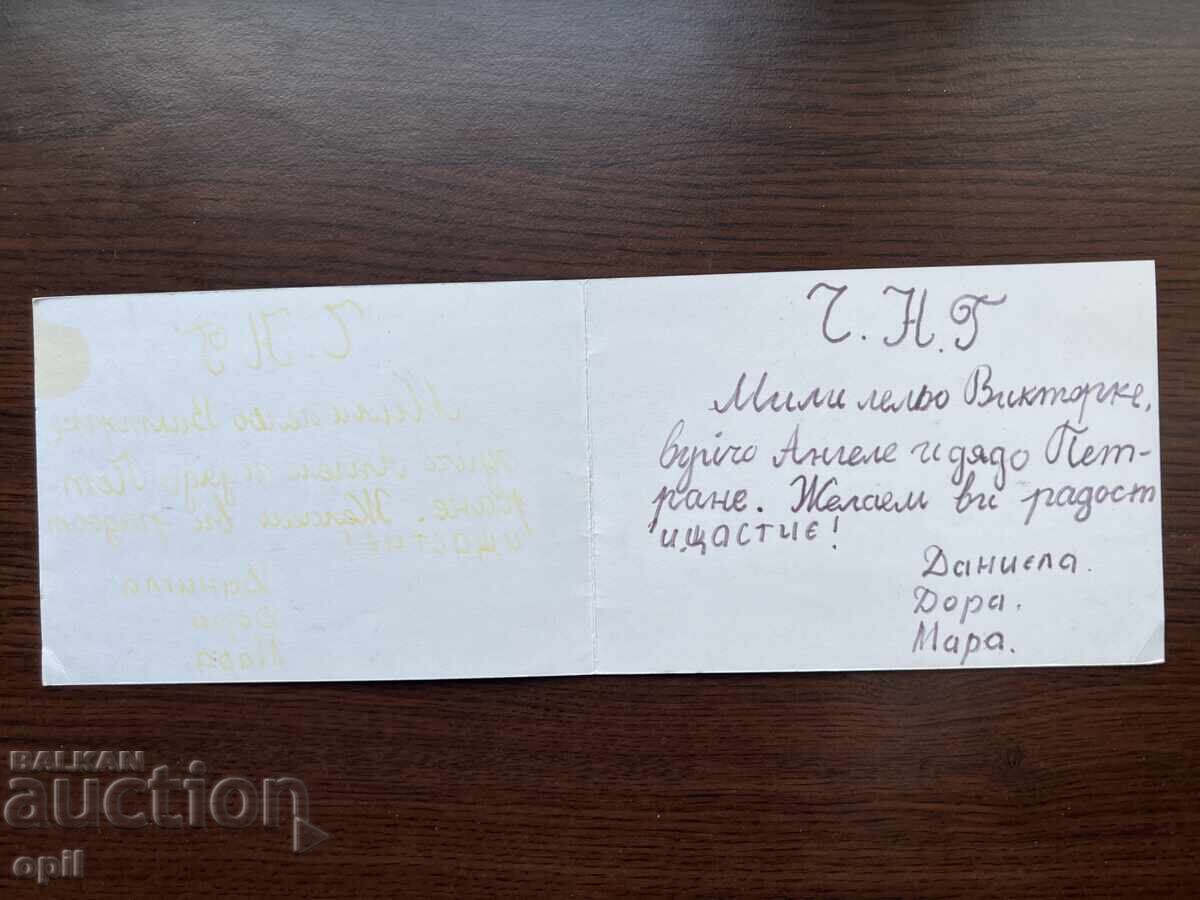 Ч.Н.Г
Мили лельо Викторке,
вуйчо Ангеле и дядо Пет-
ране. Желаем ви радост
и щастие!
Даниела.
Дора.
Мара.
BALKAN
auction
opil